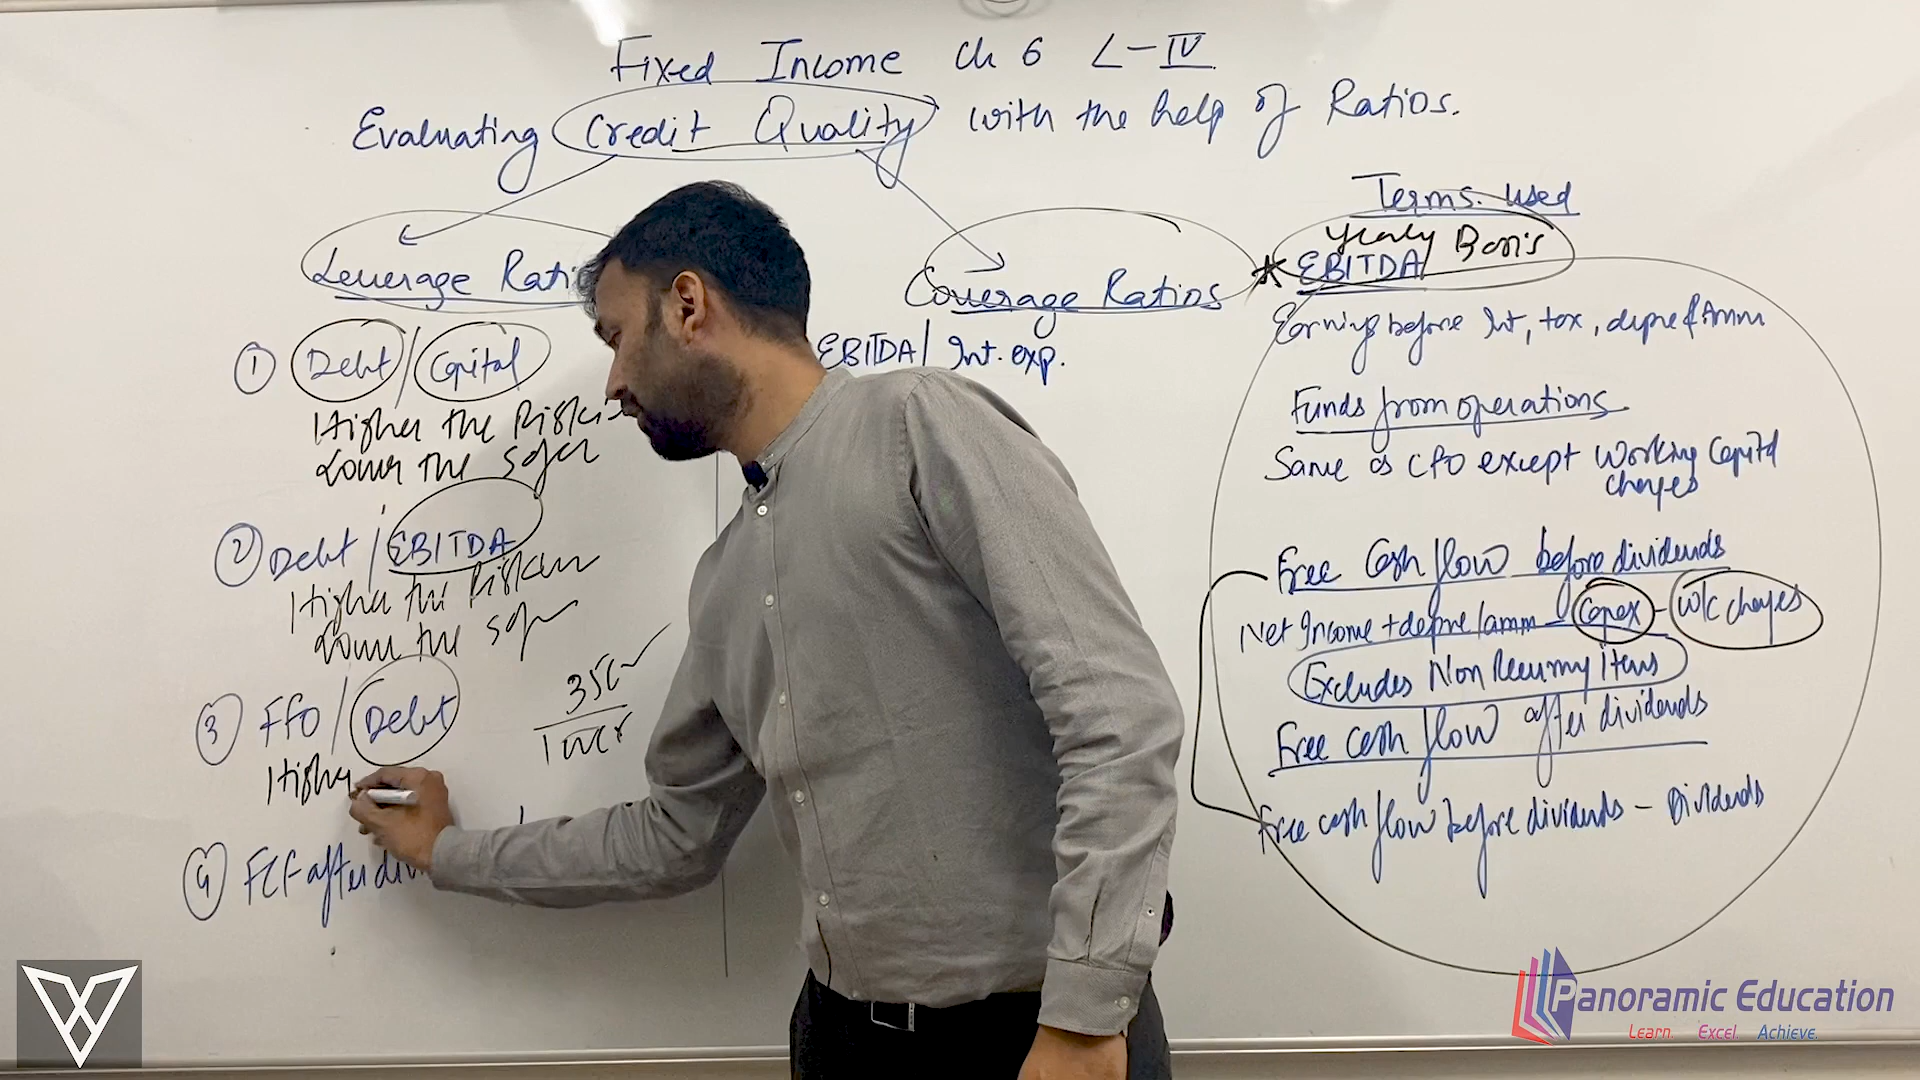 Fixed Income Ch 6 L-IV
Evaluating Credit Quality with the help of Ratios.
Leverage Rati
① Debt / Capital
Higher the Riskie
Lower the safer
② Debt / EBITDA
Higher the Riskier
Lower the safer
③ FFO / Debt
Higher
④ FCF after div
35Cr
10Cr
Coverage Ratios
EBITDA / Int. exp.
Terms Used
Yearly Basis
* EBITDA
Earning before Int, tax, depre & Amm
Funds from operations
Same as CFO except Working Capital
changes
Free Cash flow before dividends
Net Income + depre/amm - Capex - W/C changes
Excludes Non Recurring items
Free cash flow after dividends
Free cash flow before dividends - Dividends
Panoramic Education
Learn. Excel. Achieve.